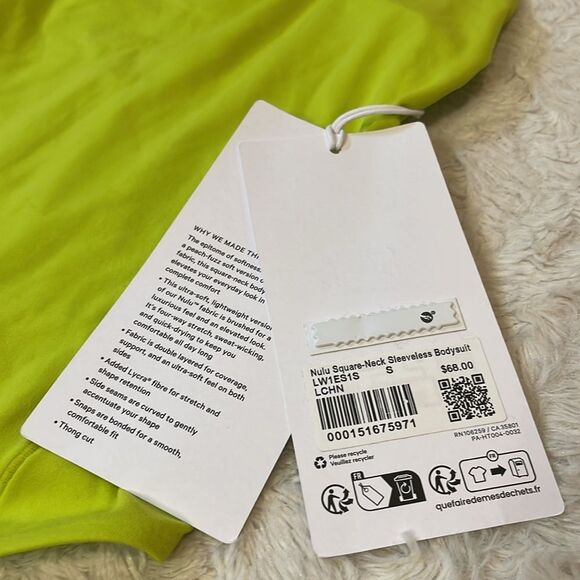 WHY WE MADE THI
The epitome of softness.
a peach-fuzz soft version
fabric, this square-neck body
elevates your everyday look in
complete comfort
• This ultra-soft, lightweight version
of our Nulu™ fabric is brushed for a
luxurious feel and an elevated look.
It's four-way stretch, sweat-wicking,
and quick-drying to keep you
comfortable all day long
• Fabric is double layered for coverage,
support, and an ultra-soft feel on both
sides
• Added Lycra® fibre for stretch and
shape retention
• Side seams are curved to gently
accentuate your shape
• Snaps are bonded for a smooth,
comfortable fit
• Thong cut
Nulu Square-Neck Sleeveless Bodysuit
LW1ES1S S $68.00
LCHN
000151675971
RN106259 / CA 35801
PA-HT004-0032
Please recycle
Veuillez recycler
FR
FR
quefairedemesdechets.fr